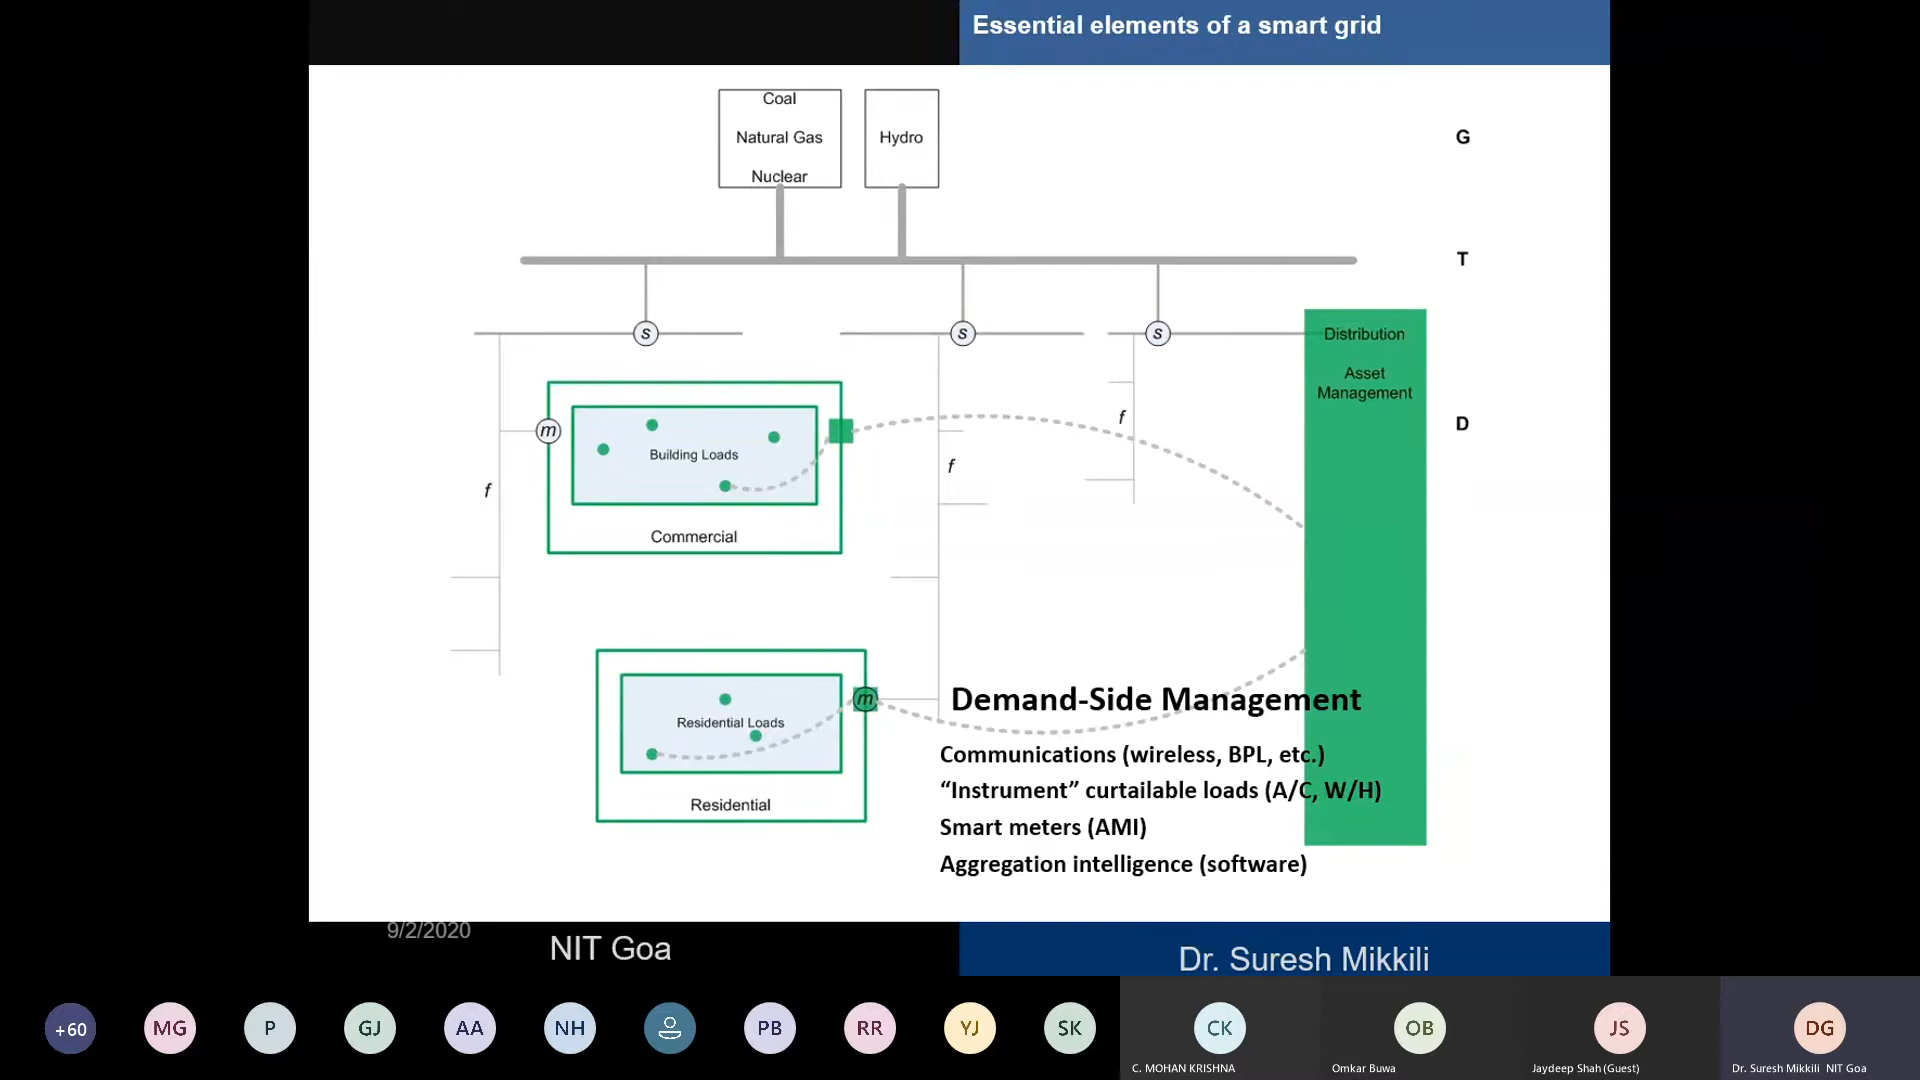 Essential elements of a smart grid
Coal
Natural Gas
Nuclear
Hydro
G
T
s
s
s
Distribution
Asset
Management
m
Building Loads
Commercial
f
f
f
D
Residential Loads
m
Residential
Demand-Side Management
Communications (wireless, BPL, etc.)
“Instrument” curtailable loads (A/C, W/H)
Smart meters (AMI)
Aggregation intelligence (software)
9/2/2020
NIT Goa
Dr. Suresh Mikkili
+60
MG
P
GJ
AA
NH
PB
RR
YJ
SK
CK
OB
JS
DG
C. MOHAN KRISHNA
Omkar Buwa
Jaydeep Shah (Guest)
Dr. Suresh Mikkili NIT Goa